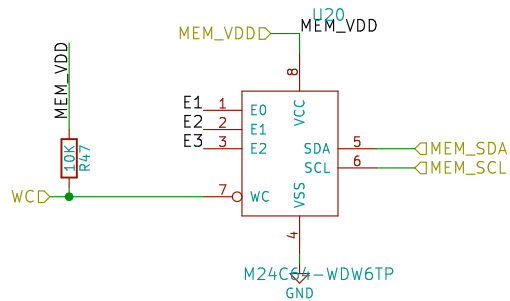 U20
MEM_VDD
MEM_VDD
MEM_VDD
8
VCC
E1
1
E0
E2
2
E1
E3
3
E2
10K
R47
SDA
5
MEM_SDA
SCL
6
MEM_SCL
WC
7
WC
VSS
4
M24C64-WDW6TP
GND